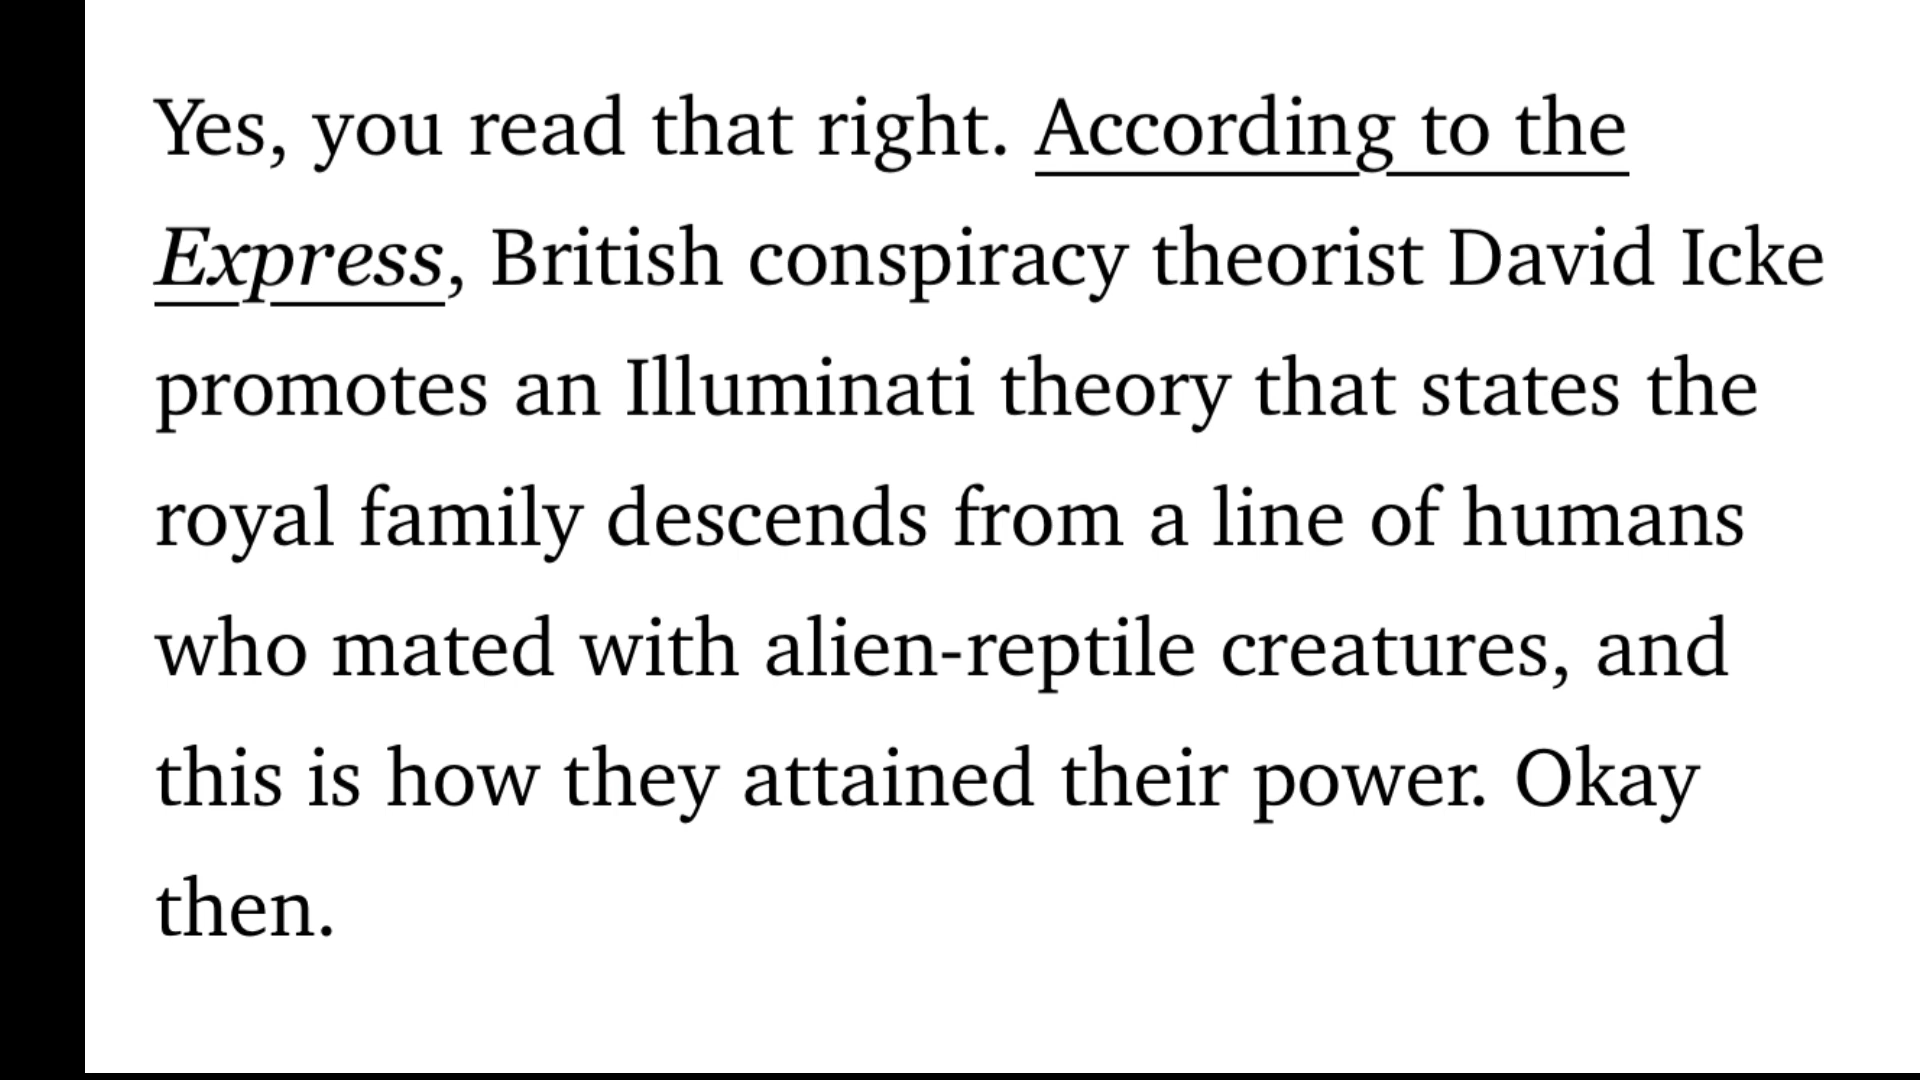 Yes, you read that right. According to the
Express, British conspiracy theorist David Icke
promotes an Illuminati theory that states the
royal family descends from a line of humans
who mated with alien-reptile creatures, and
this is how they attained their power. Okay
then.